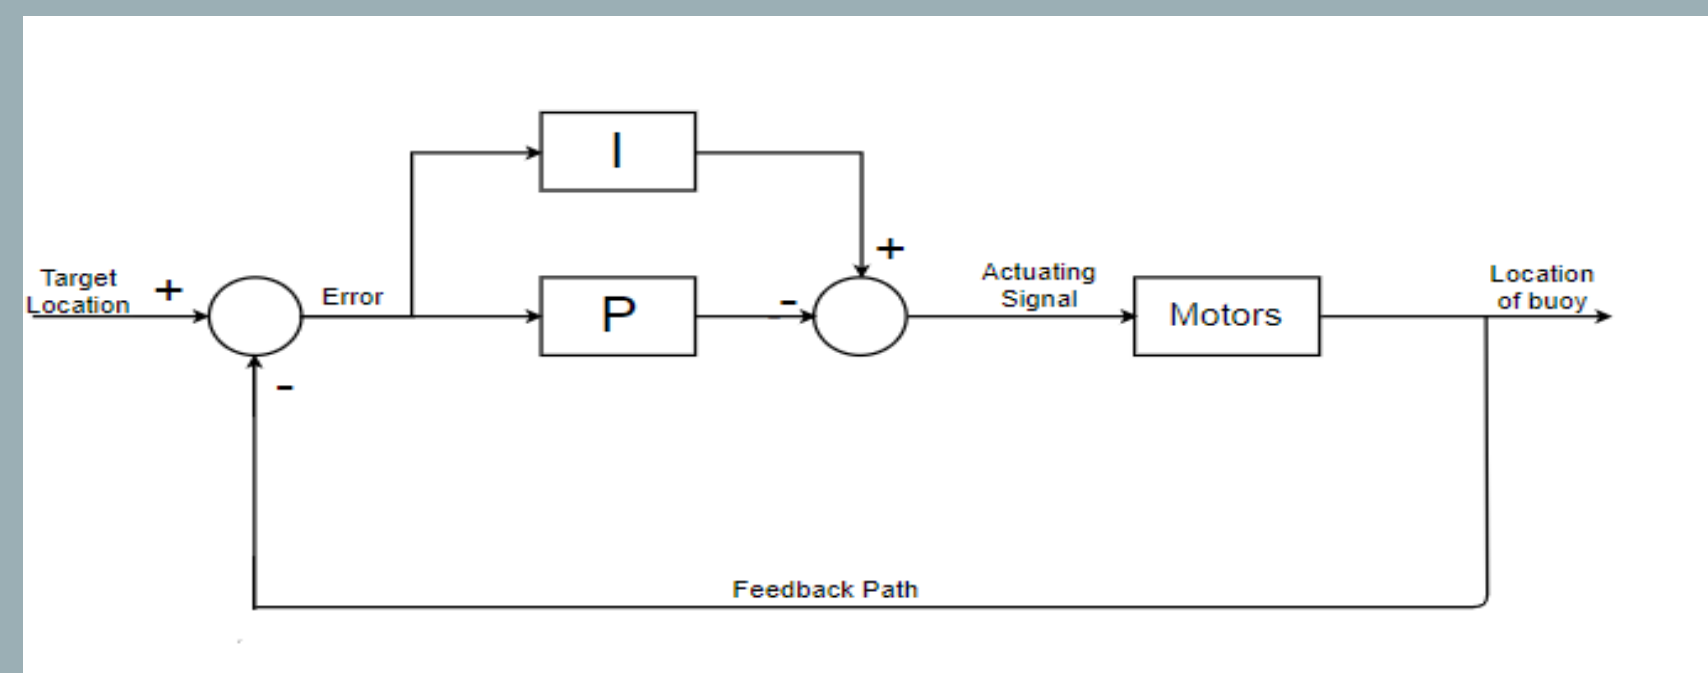 I
+
Target
Location
+
Error
P
-
Actuating
Signal
Motors
Location
of buoy
-
Feedback Path